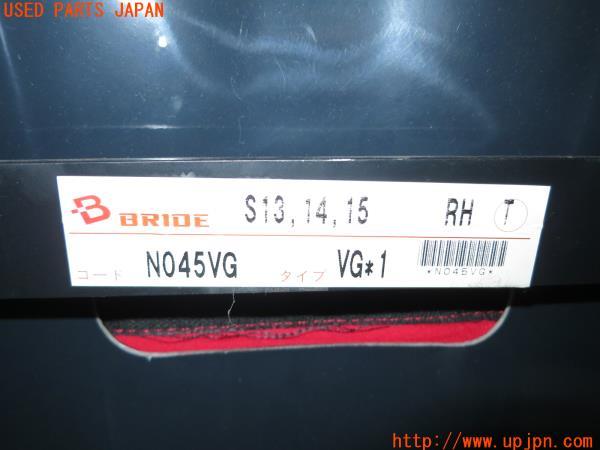 USED PARTS JAPAN
BRIDE S13,14,15 RH T
コード N045VG タイプ VG*1
*N045VG*
http://www.upjpn.com/